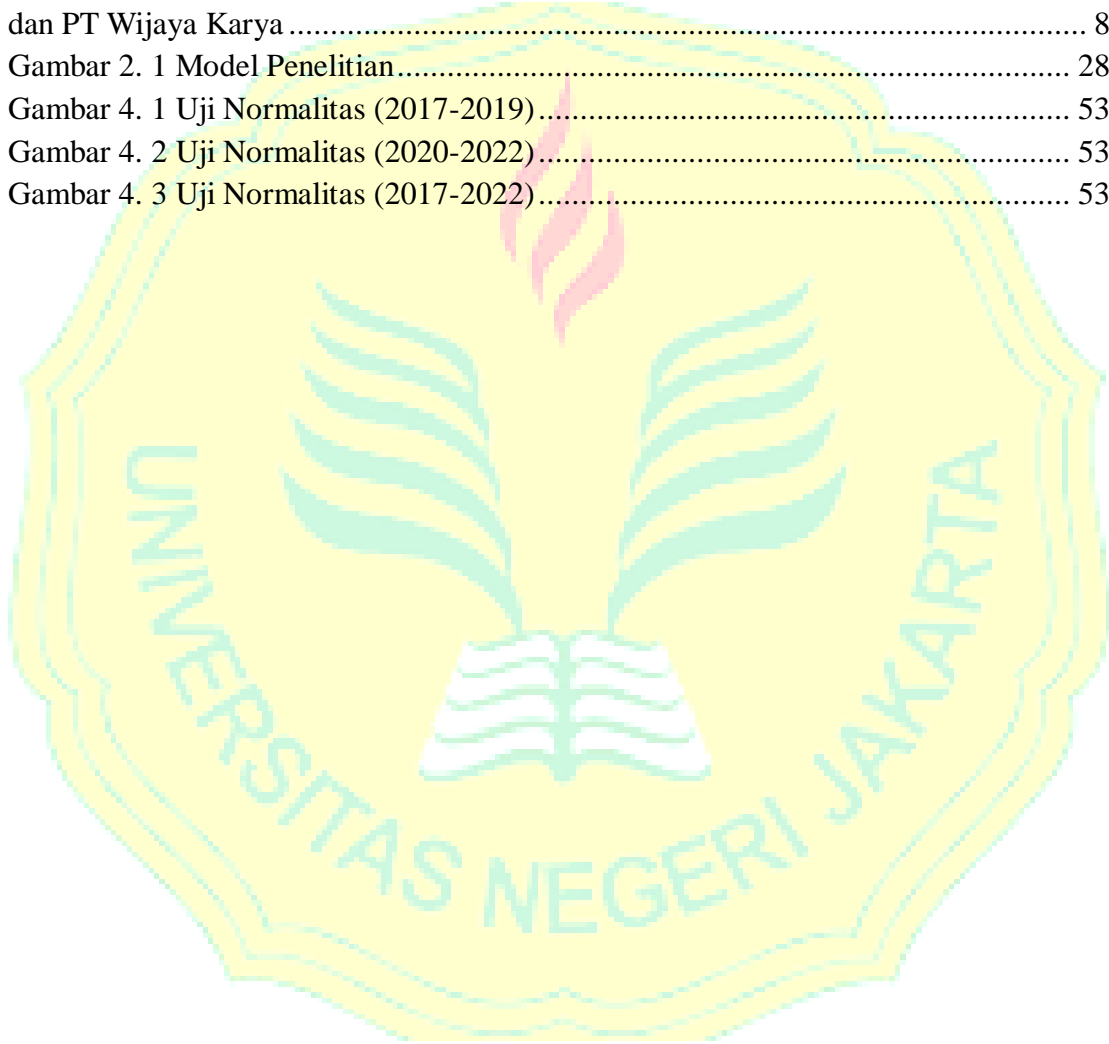 dan PT Wijaya Karya ........................................................................................................ 8
Gambar 2. 1 Model Penelitian........................................................................................ 28
Gambar 4. 1 Uji Normalitas (2017-2019)...................................................................... 53
Gambar 4. 2 Uji Normalitas (2020-2022)...................................................................... 53
Gambar 4. 3 Uji Normalitas (2017-2022)...................................................................... 53
UNIVERSITAS NEGERI JAKARTA